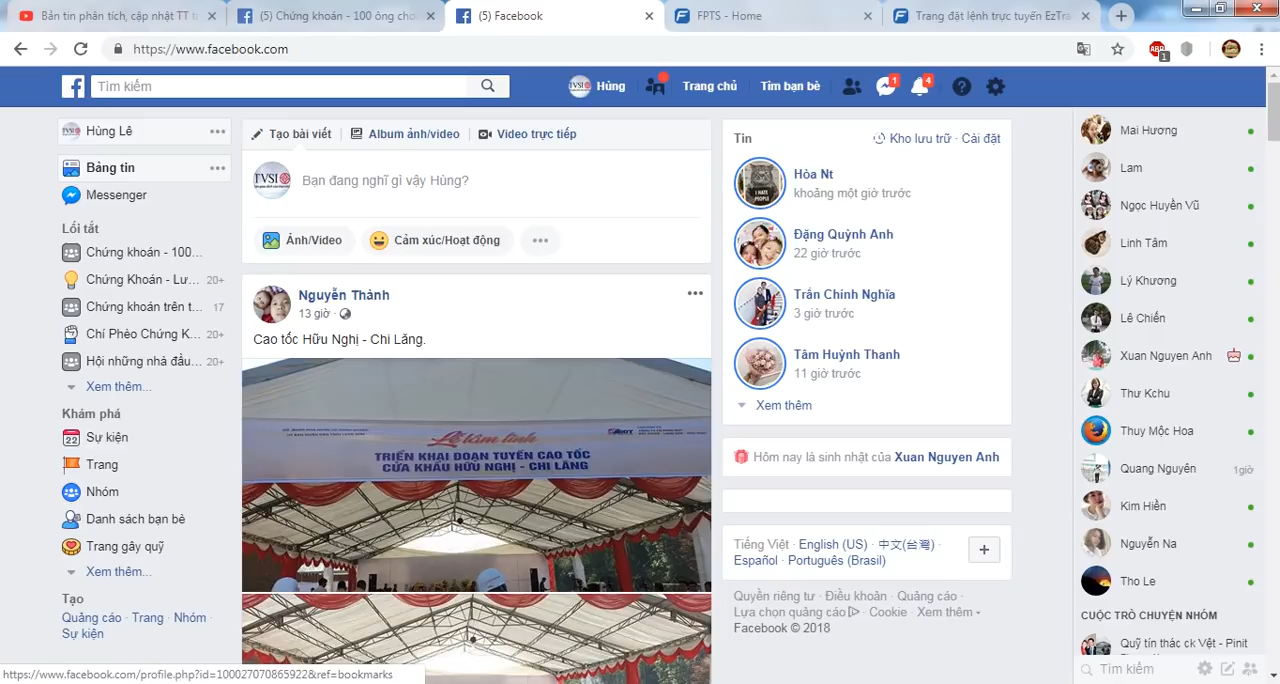 Bản tin phân tích, cập nhật TT t
(5) Chứng khoán - 100 ông cho
(5) Facebook
FPTS - Home
Trang đặt lệnh trực tuyến EzTra
https://www.facebook.com
ABP
1
Tìm kiếm
TVSI
Hùng
Trang chủ
Tìm bạn bè
1
4
Hùng Lê
Bảng tin
Messenger
Lối tắt
Chứng khoán - 100...
Chứng Khoán - Lư... 20+
Chứng khoán trên t... 17
Chí Phèo Chứng K... 20+
Hội những nhà đầu... 20+
Xem thêm...
Khám phá
22 Sự kiện
Trang
Nhóm
Danh sách bạn bè
Trang gây quỹ
Xem thêm...
Tạo
Quảng cáo · Trang · Nhóm ·
Sự kiện
https://www.facebook.com/profile.php?id=100027070865922&ref=bookmarks
Tạo bài viết
Album ảnh/video
Video trực tiếp
TVSI
Bạn đang nghĩ gì vậy Hùng?
Ảnh/Video
Cảm xúc/Hoạt động
Nguyễn Thành
13 giờ ·
Cao tốc Hữu Nghị - Chi Lăng.
TRIỂN KHAI ĐOẠN TUYẾN CAO TỐC
CỬA KHẨU HỮU NGHỊ - CHI LĂNG
Tin
Kho lưu trữ · Cài đặt
I HATE
PEOPLE
Hòa Nt
khoảng một giờ trước
Đặng Quỳnh Anh
22 giờ trước
Trần Chính Nghĩa
3 giờ trước
Tâm Huỳnh Thanh
11 giờ trước
Xem thêm
Hôm nay là sinh nhật của Xuan Nguyen Anh
Tiếng Việt · English (US) · 中文(台灣) ·
Español · Português (Brasil)
Quyền riêng tư · Điều khoản · Quảng cáo ·
Lựa chọn quảng cáo · Cookie · Xem thêm
Facebook © 2018
Mai Hương
Lam
Ngọc Huyền Vũ
Linh Tâm
Lý Khương
Lê Chiến
Xuan Nguyen Anh
Thư Kchu
Thuy Mộc Hoa
Quang Nguyên 1giờ
Kim Hiền
Nguyễn Na
Tho Le
CUỘC TRÒ CHUYỆN NHÓM
Quỹ tín thác ck Vệt - Pinit
Tìm kiếm